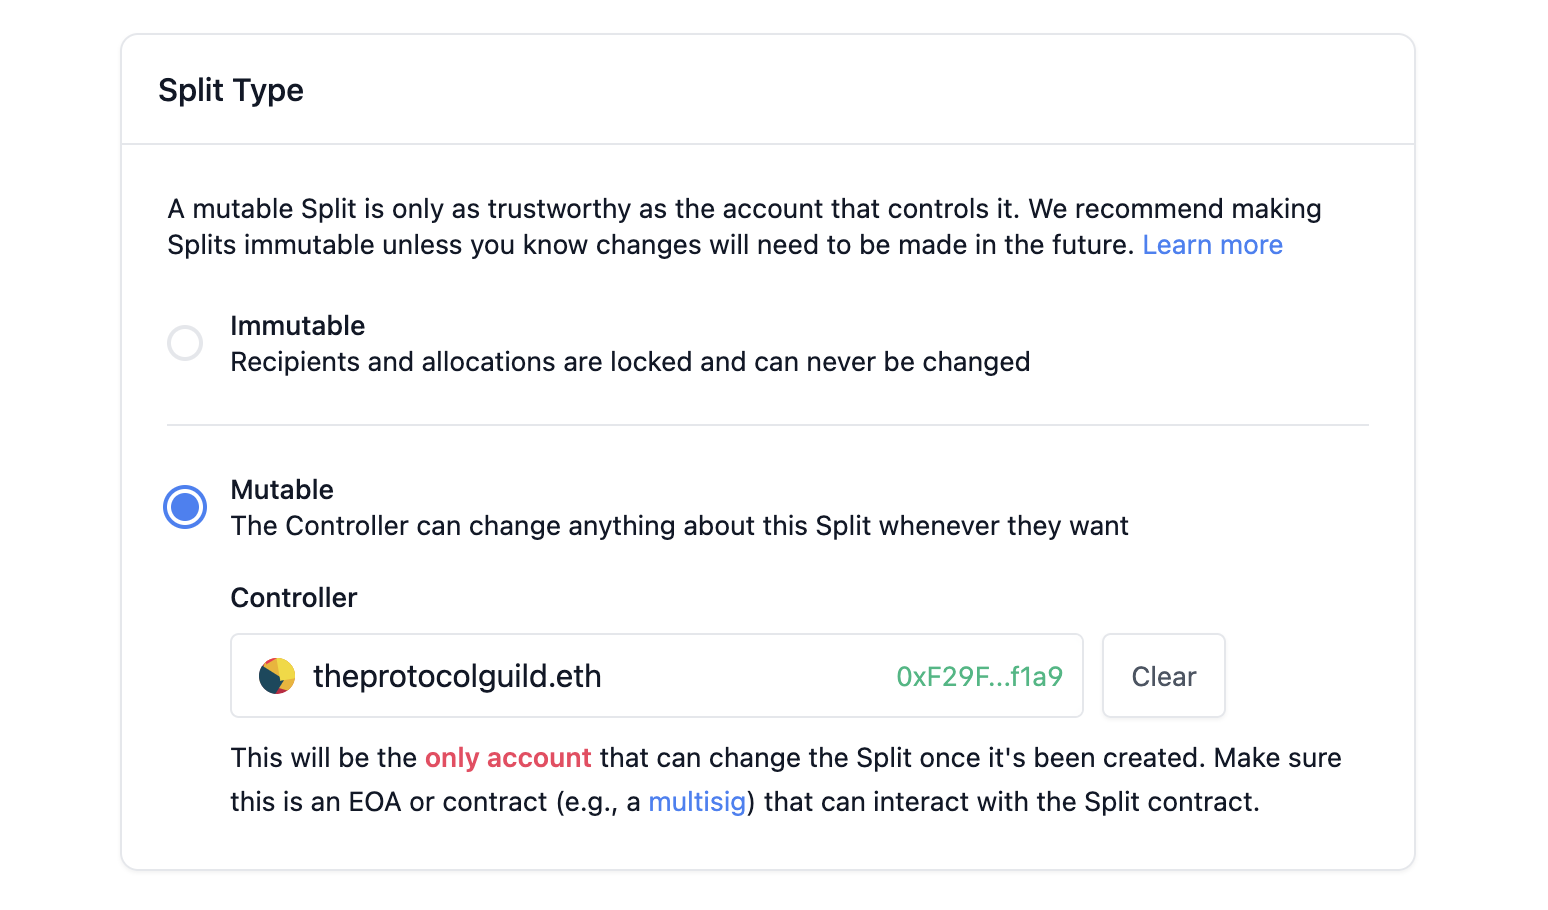 Split Type
A mutable Split is only as trustworthy as the account that controls it. We recommend making
Splits immutable unless you know changes will need to be made in the future. Learn more
Immutable
Recipients and allocations are locked and can never be changed
Mutable
The Controller can change anything about this Split whenever they want
Controller
theprotocolguild.eth 0xF29F...f1a9 Clear
This will be the only account that can change the Split once it's been created. Make sure
this is an EOA or contract (e.g., a multisig) that can interact with the Split contract.